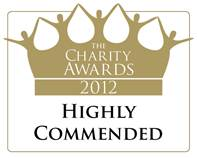 THE
CHARITY
AWARDS
2012
HIGHLY
COMMENDED